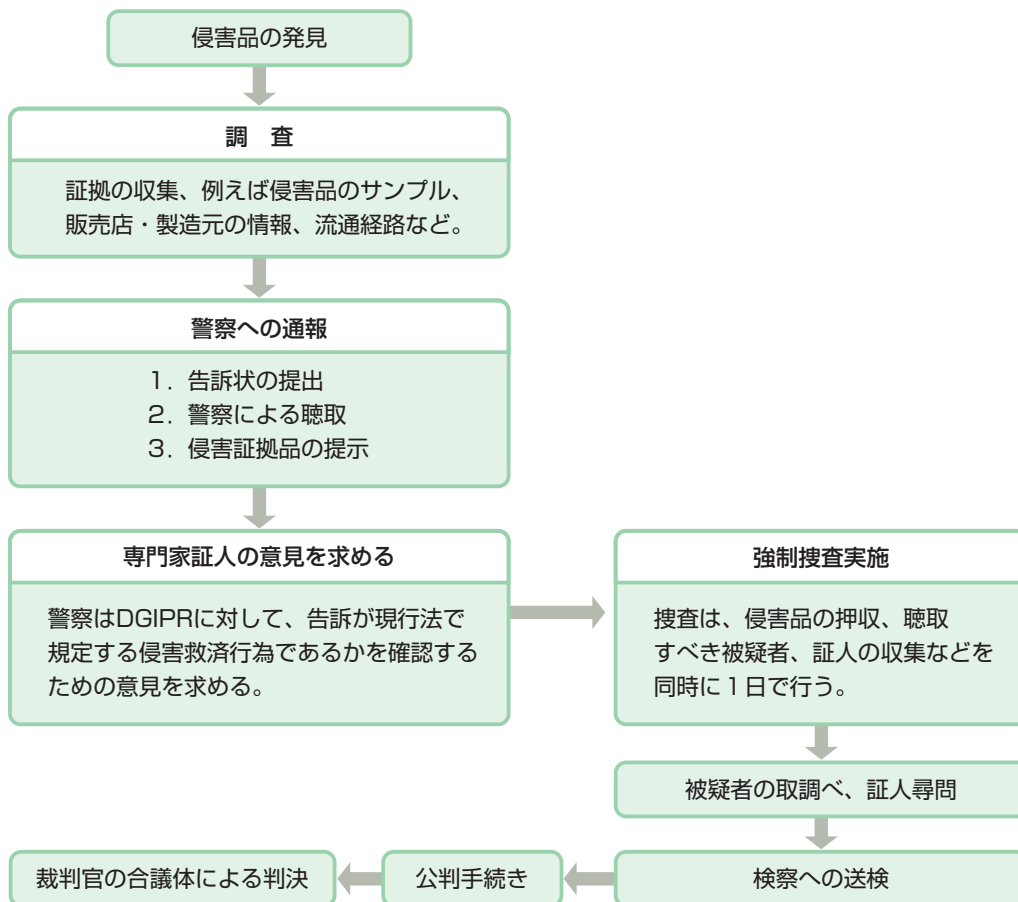 侵害品の発見
調　査
証拠の収集、例えば侵害品のサンプル、
販売店・製造元の情報、流通経路など。
警察への通報
１．告訴状の提出
２．警察による聴取
３．侵害証拠品の提示
専門家証人の意見を求める
警察はDGIPRに対して、告訴が現行法で
規定する侵害救済行為であるかを確認する
ための意見を求める。
強制捜査実施
捜査は、侵害品の押収、聴取
すべき被疑者、証人の収集などを
同時に１日で行う。
被疑者の取調べ、証人尋問
検察への送検
公判手続き
裁判官の合議体による判決